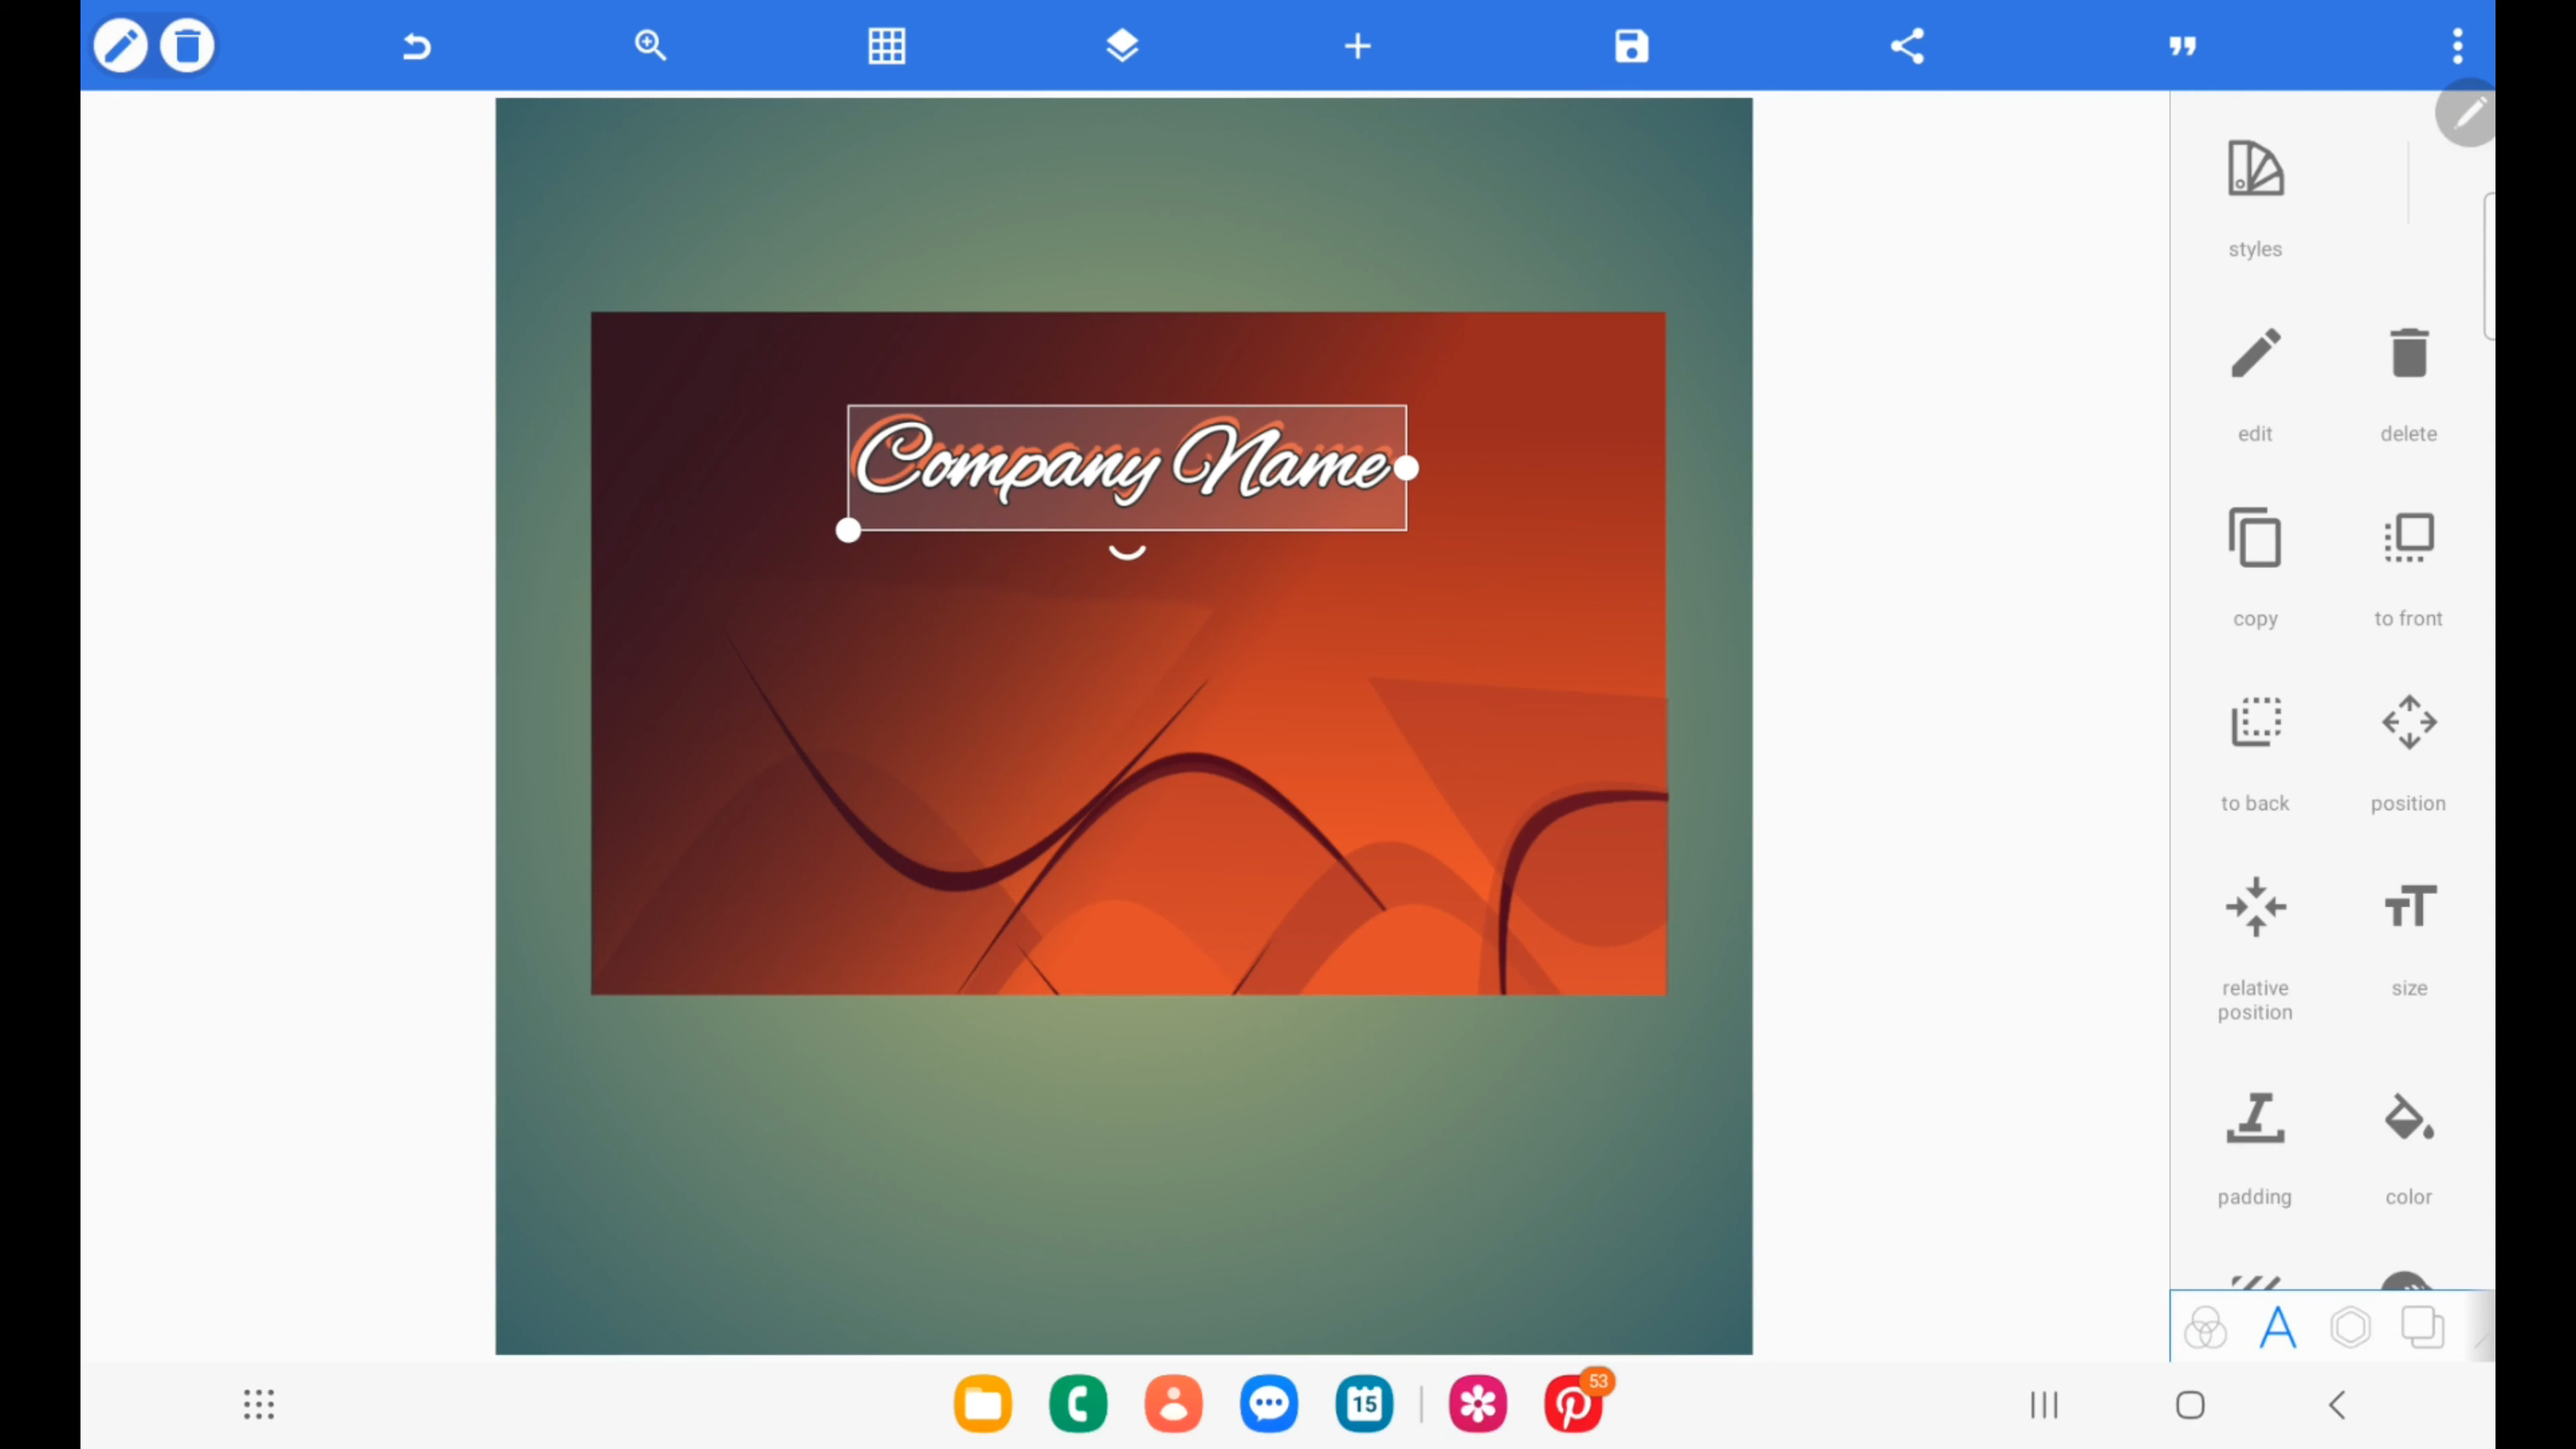 styles
Company Name
edit
delete
copy
to front
to back
position
relative
position
size
padding
color
15
53